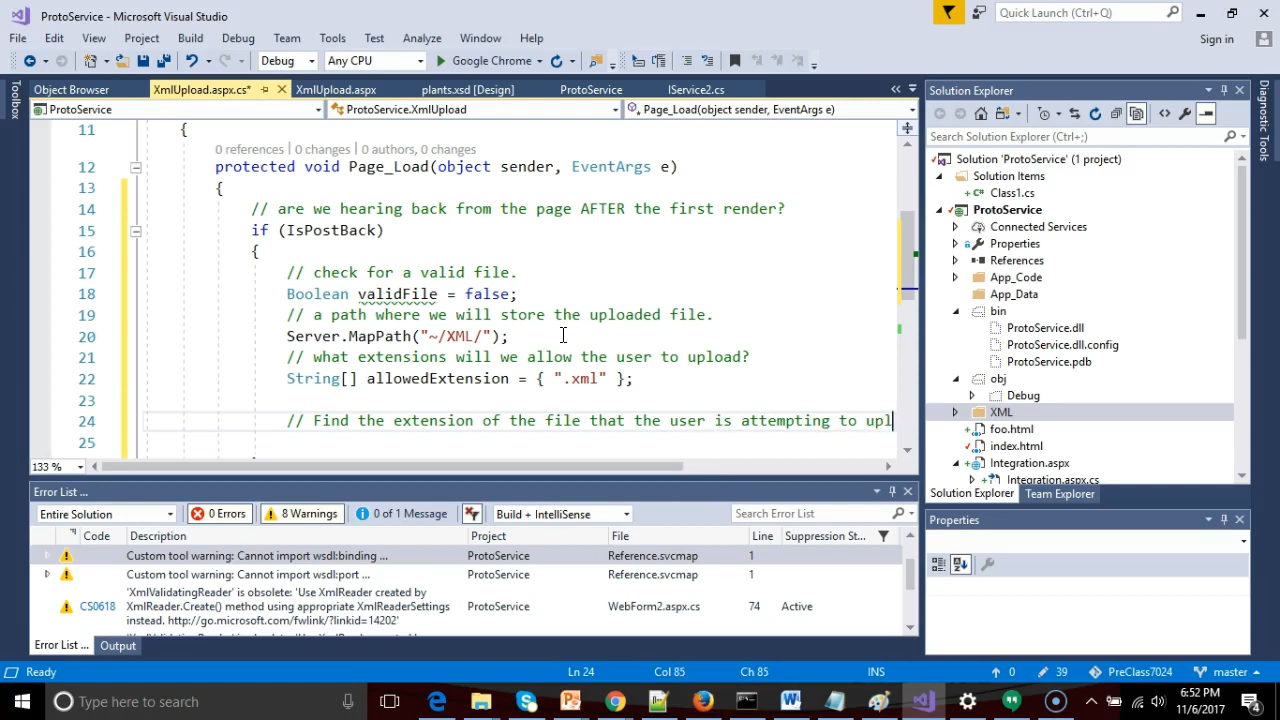 ProtoService - Microsoft Visual Studio
Quick Launch (Ctrl+Q)
File Edit View Project Build Debug Team Tools Test Analyze Window Help
Sign in
Debug Any CPU Google Chrome
Toolbox
Object Browser XmlUpload.aspx.cs* XmlUpload.aspx plants.xsd [Design] ProtoService IService2.cs
ProtoService ProtoService.XmlUpload Page_Load(object sender, EventArgs e)
11 {
0 references | 0 changes | 0 authors, 0 changes
12 protected void Page_Load(object sender, EventArgs e)
13 {
14 // are we hearing back from the page AFTER the first render?
15 if (IsPostBack)
16 {
17 // check for a valid file.
18 Boolean validFile = false;
19 // a path where we will store the uploaded file.
20 Server.MapPath("~/XML/");
21 // what extensions will we allow the user to upload?
22 String[] allowedExtension = { ".xml" };
23
24 // Find the extension of the file that the user is attempting to upl
25
133 %
Error List ...
Entire Solution 0 Errors 8 Warnings 0 of 1 Message Build + IntelliSense Search Error List
Code Description Project File Line Suppression St...
Custom tool warning: Cannot import wsdl:binding ... ProtoService Reference.svcmap 1
Custom tool warning: Cannot import wsdl:port ... ProtoService Reference.svcmap 1
CS0618 'XmlValidatingReader' is obsolete: 'Use XmlReader created by XmlReader.Create() method using appropriate XmlReaderSettings instead. http://go.microsoft.com/fwlink/?linkid=14202' ProtoService WebForm2.aspx.cs 74 Active
Error List ... Output
Solution Explorer
Search Solution Explorer (Ctrl+;)
Solution 'ProtoService' (1 project)
Solution Items
C# Class1.cs
ProtoService
Connected Services
Properties
References
App_Code
App_Data
bin
ProtoService.dll
ProtoService.dll.config
ProtoService.pdb
obj
Debug
XML
foo.html
index.html
Integration.aspx
Integration.aspx.cs
Solution Explorer Team Explorer
Properties
Diagnostic Tools
Ready Ln 24 Col 85 Ch 85 INS 0 39 PreClass7024 master
Type here to search
6:52 PM
11/6/2017
4